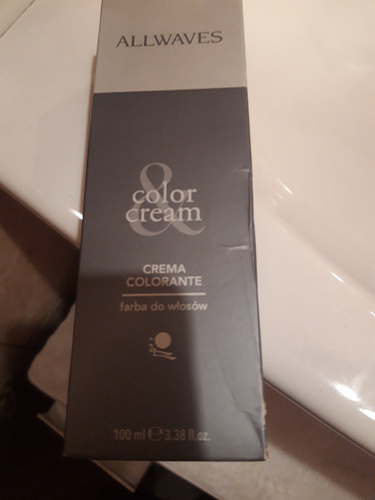 ALLWAVES
&
color
cream
CREMA
COLORANTE
farba do włosów
100 ml ℮ 3.38 fl.oz.